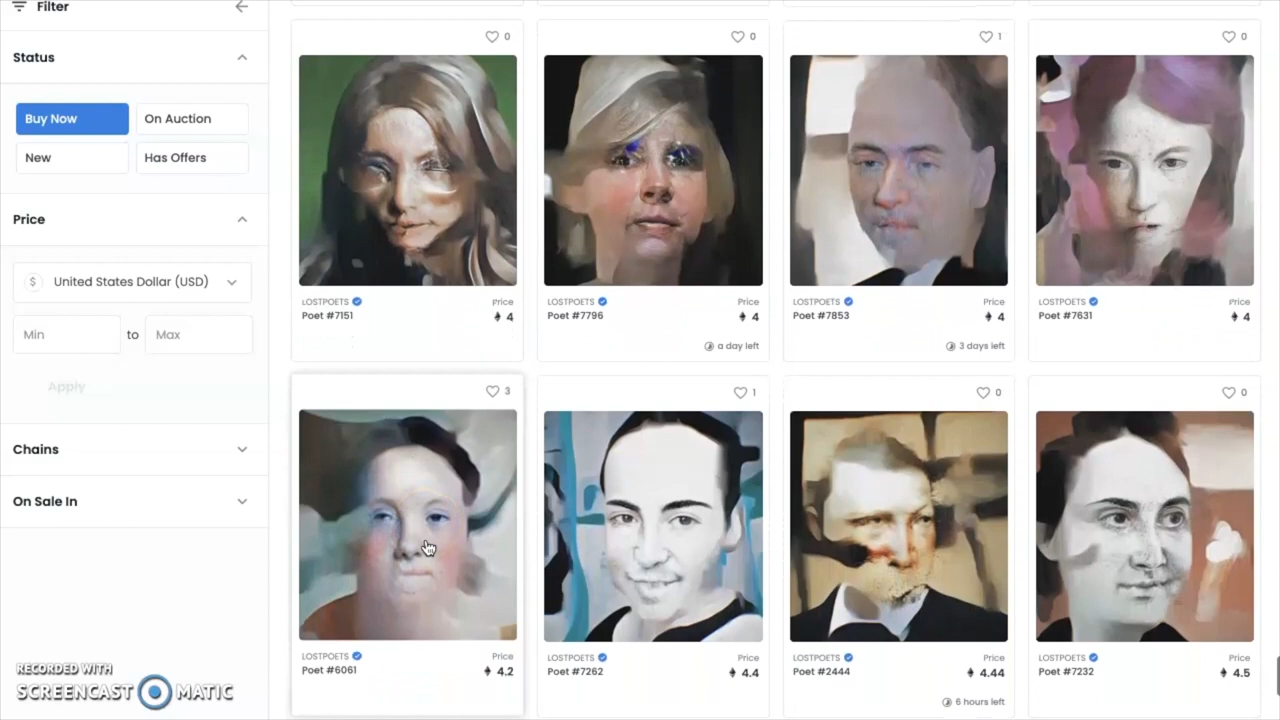 Filter
Status
Buy Now
On Auction
New
Has Offers
Price
$ United States Dollar (USD)
Min
to
Max
Apply
Chains
On Sale In
RECORDED WITH
SCREENCAST MATIC
0
0
1
0
LOSTPOETS Price
Poet #7151 4
LOSTPOETS Price
Poet #7796 4
a day left
LOSTPOETS Price
Poet #7853 4
3 days left
LOSTPOETS Price
Poet #7631 4
3
1
0
0
LOSTPOETS Price
Poet #6061 4.2
LOSTPOETS Price
Poet #7262 4.4
LOSTPOETS Price
Poet #2444 4.44
6 hours left
LOSTPOETS Price
Poet #7232 4.5